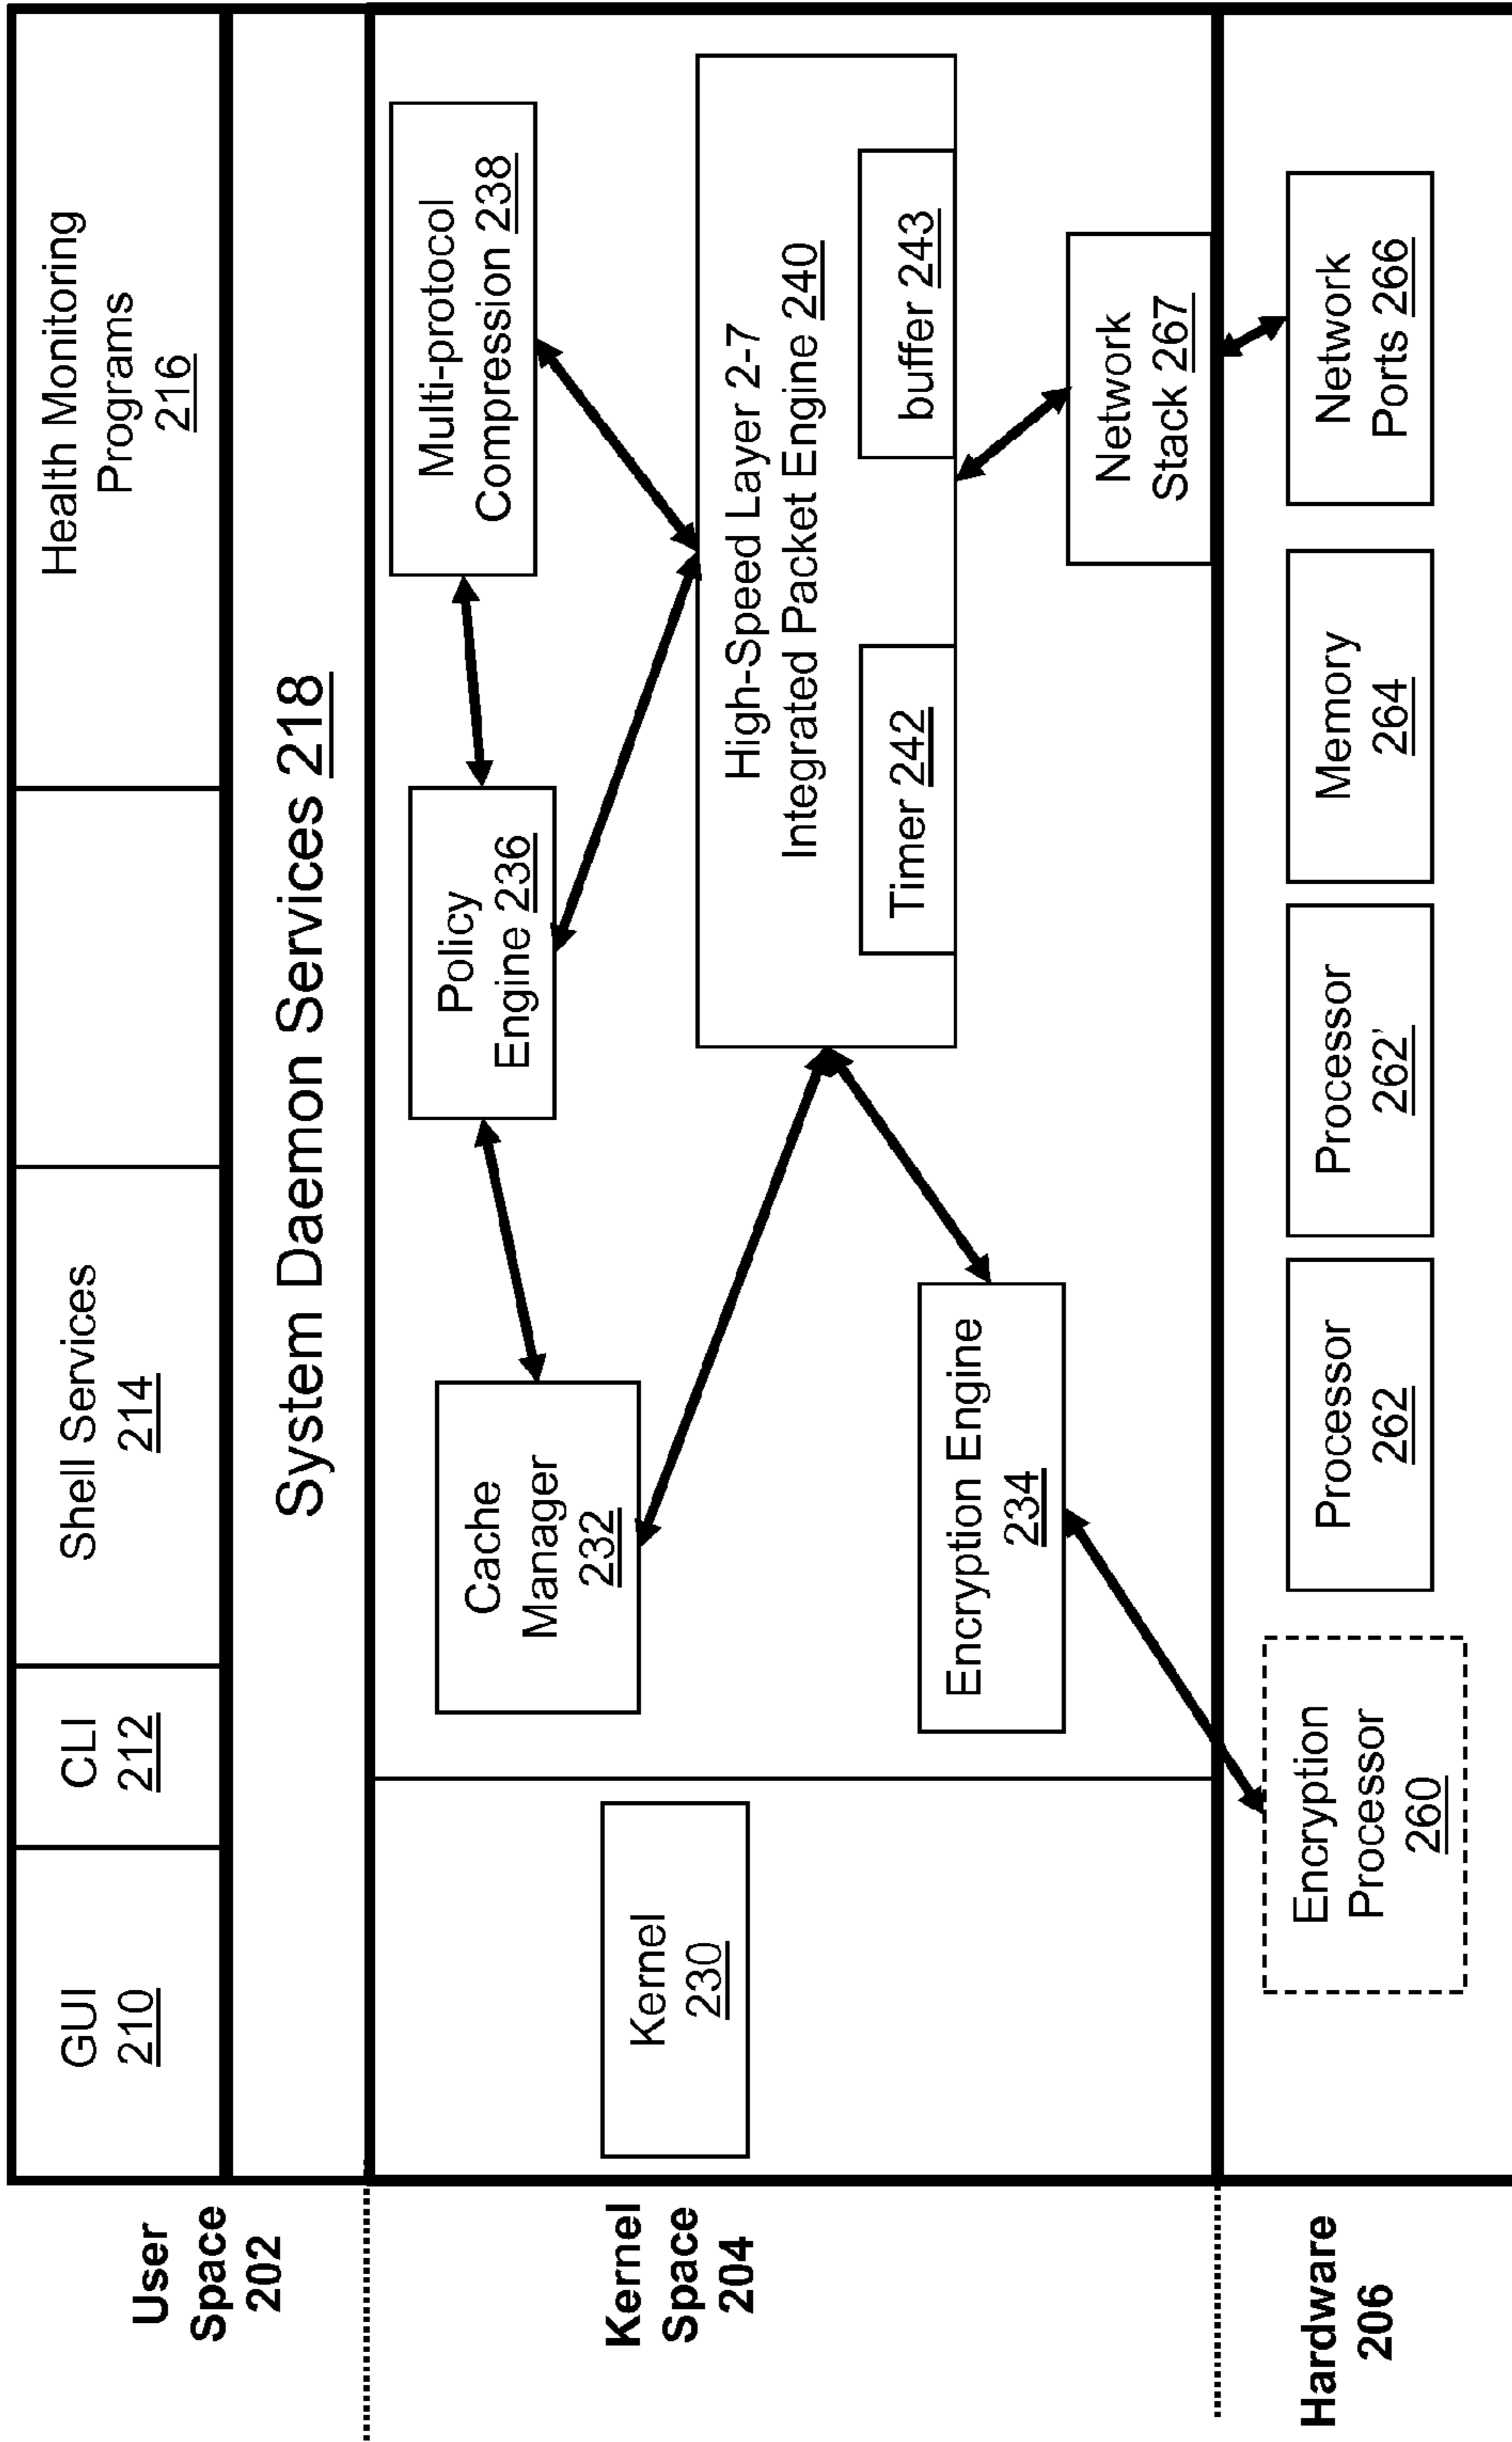 User
Space
202
GUI
210
CLI
212
Shell Services
214
Health Monitoring
Programs
216
System Daemon Services 218
Kernel
Space
204
Kernel
230
Cache
Manager
232
Policy
Engine 236
Multi-protocol
Compression 238
High-Speed Layer 2-7
Integrated Packet Engine 240
Timer 242
buffer 243
Encryption Engine
234
Network
Stack 267
Hardware
206
Encryption
Processor
260
Processor
262
Processor
262'
Memory
264
Network
Ports 266